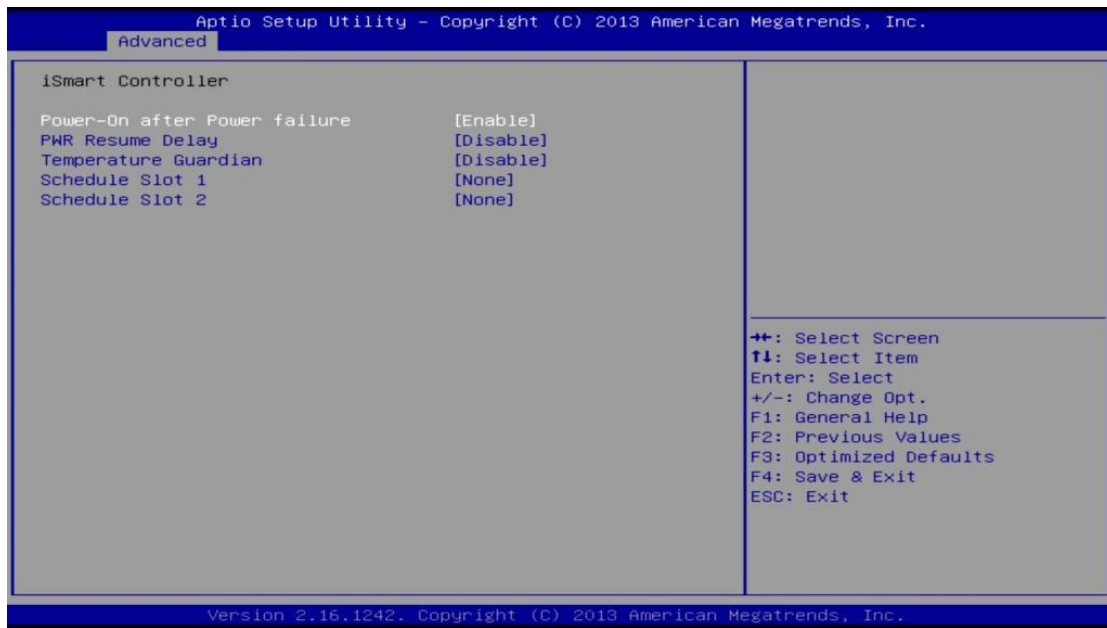 Aptio Setup Utility – Copyright (C) 2013 American Megatrends, Inc.
Advanced
iSmart Controller
Power-On after Power failure [Enable]
PWR Resume Delay [Disable]
Temperature Guardian [Disable]
Schedule Slot 1 [None]
Schedule Slot 2 [None]
→←: Select Screen
↑↓: Select Item
Enter: Select
+/-: Change Opt.
F1: General Help
F2: Previous Values
F3: Optimized Defaults
F4: Save & Exit
ESC: Exit
Version 2.16.1242. Copyright (C) 2013 American Megatrends, Inc.